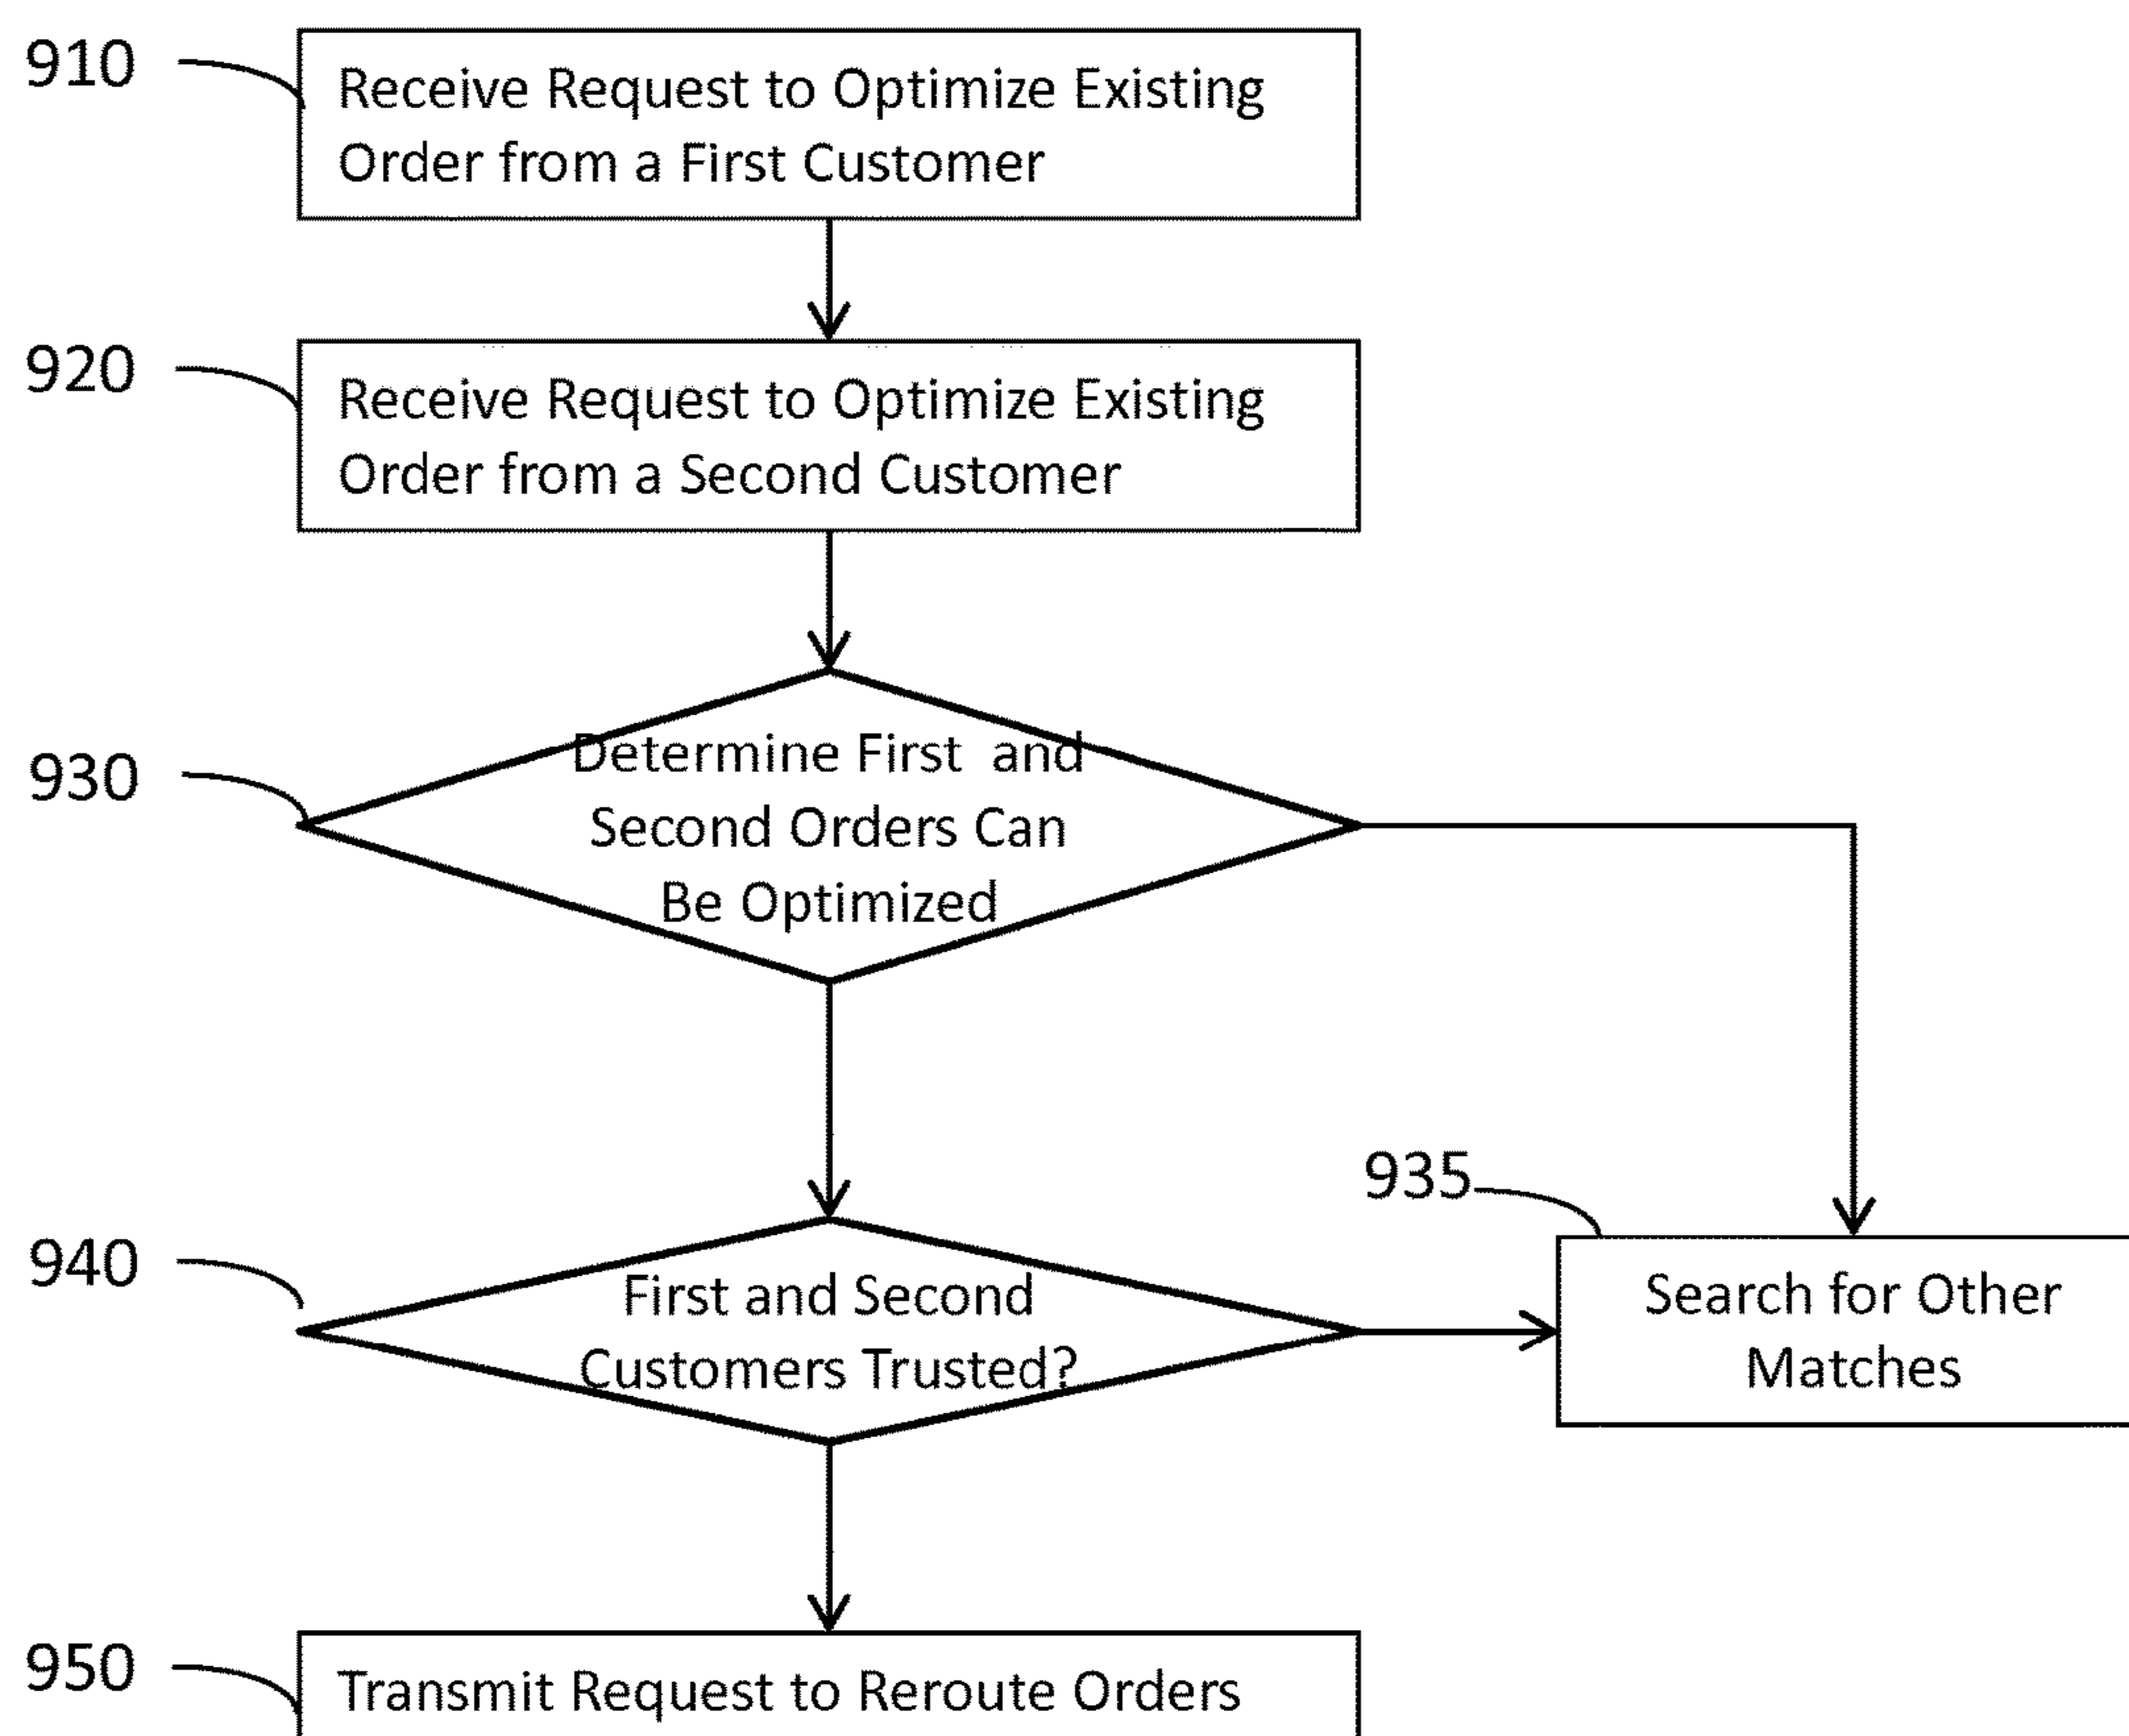 910
Receive Request to Optimize Existing
Order from a First Customer
920
Receive Request to Optimize Existing
Order from a Second Customer
930
Determine First and
Second Orders Can
Be Optimized
935
940
First and Second
Customers Trusted?
Search for Other
Matches
950
Transmit Request to Reroute Orders